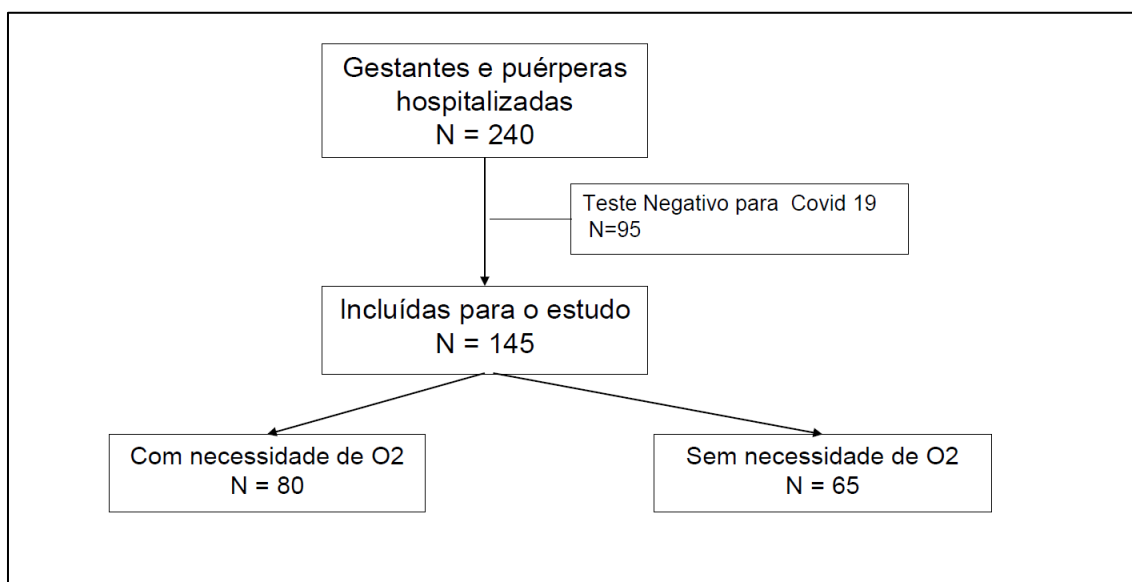 Gestantes e puérperas
hospitalizadas
N = 240
Teste Negativo para Covid 19
N=95
Incluídas para o estudo
N = 145
Com necessidade de O2
N = 80
Sem necessidade de O2
N = 65